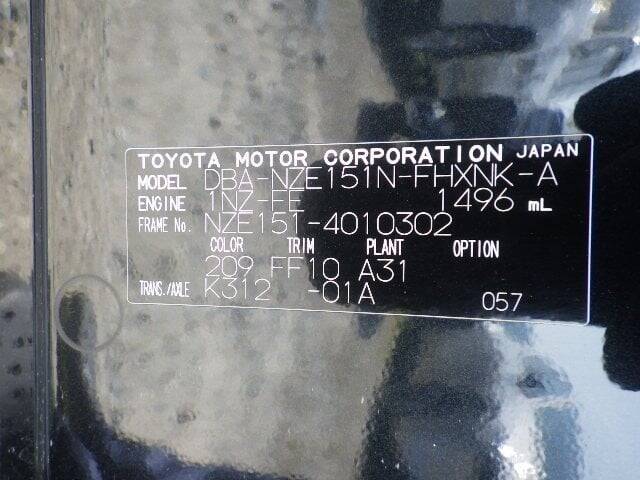 TOYOTA MOTOR CORPORATION JAPAN
MODEL DBA-NZE151N-FHXNK-A
ENGINE 1NZ-FE 1496 mL
FRAME No. NZE151-4010302
COLOR TRIM PLANT OPTION
209 FF10 A31
TRANS./AXLE K312 -01A
057